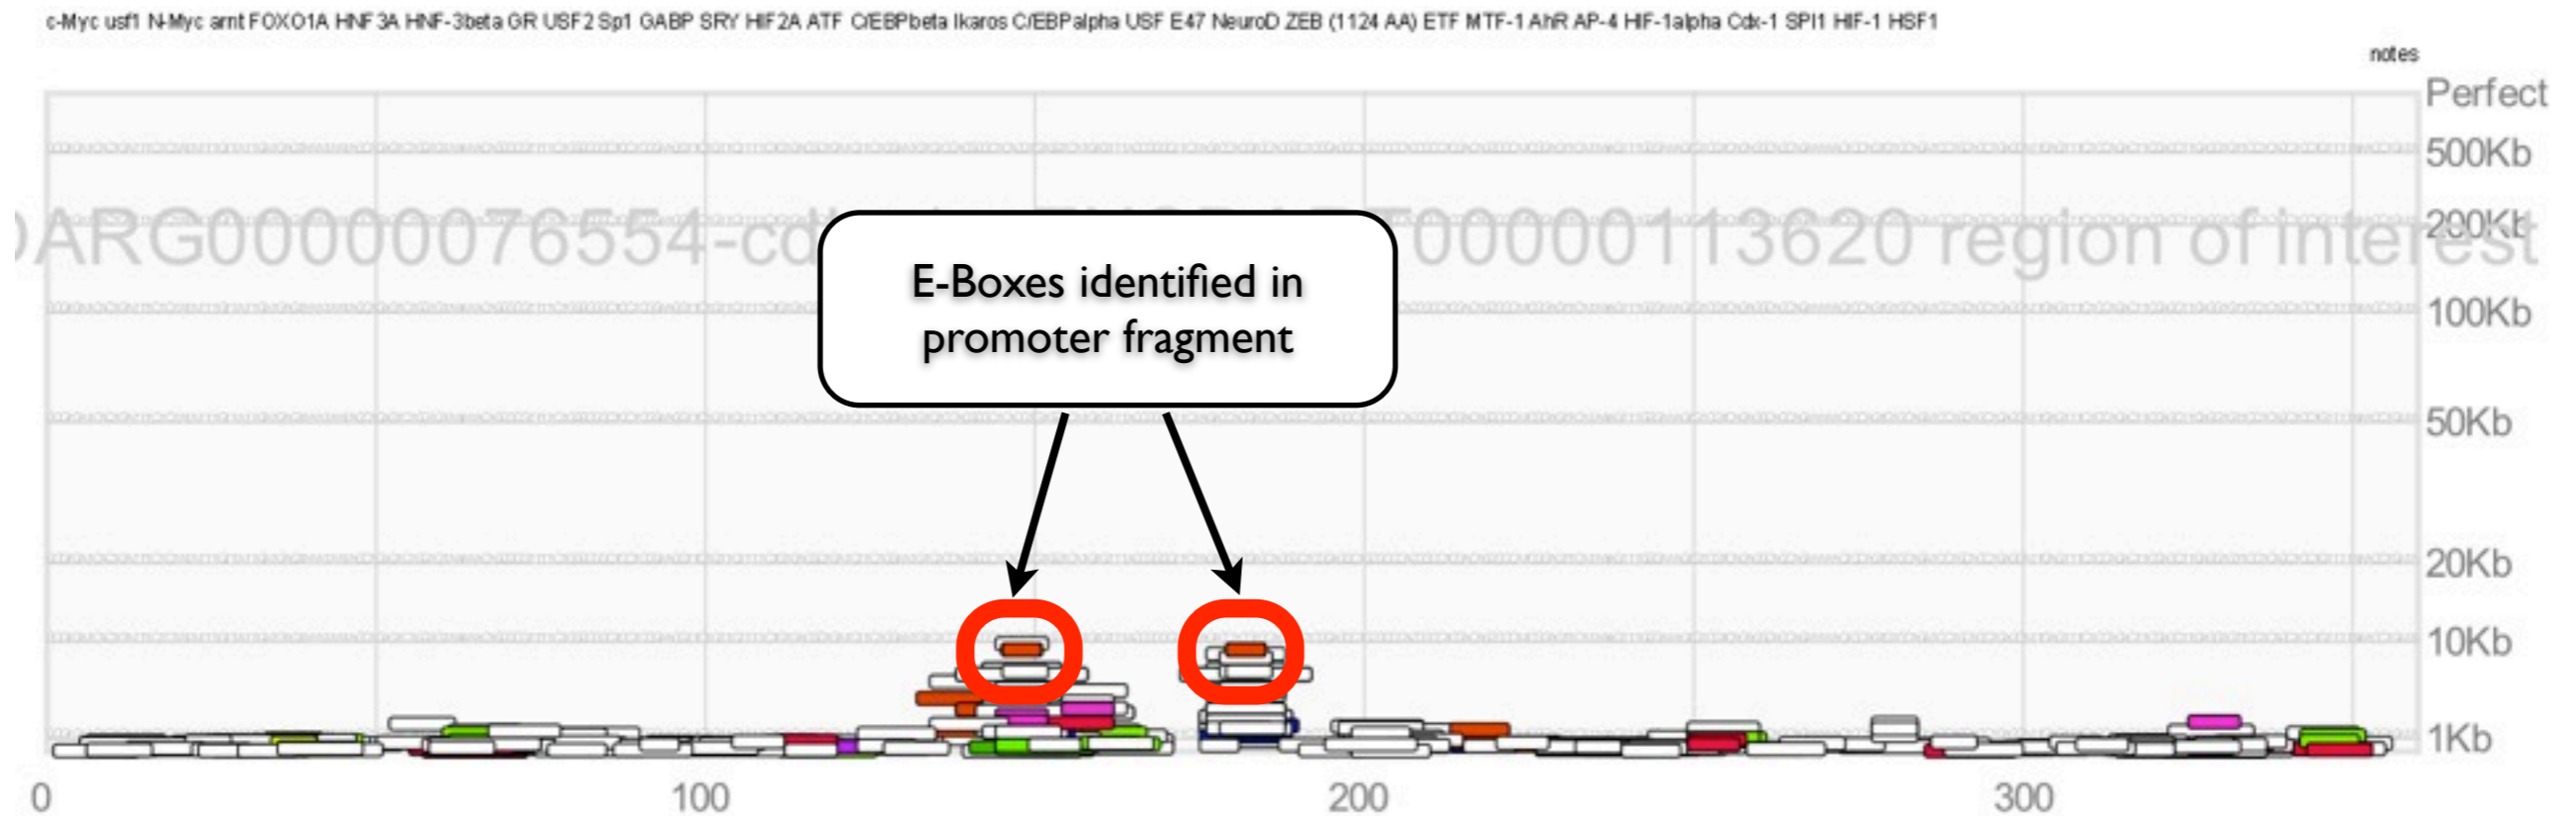 c-Myc usf1 N-Myc arnt FOXO1A HNF3A HNF-3beta GR USF2 Sp1 GABP SRY HIF2A ATF C/EBPbeta Ikaros C/EBPalpha USF E47 NeuroD ZEB (1124 AA) ETF MTF-1 AhR AP-4 HIF-1alpha Cdx-1 SPI1 HIF-1 HSF1
notes
Perfect
500Kb
200Kb
ARG00000076554-cd 00000113620 region of interest
E-Boxes identified in
promoter fragment
100Kb
50Kb
20Kb
10Kb
1Kb
0 100 200 300